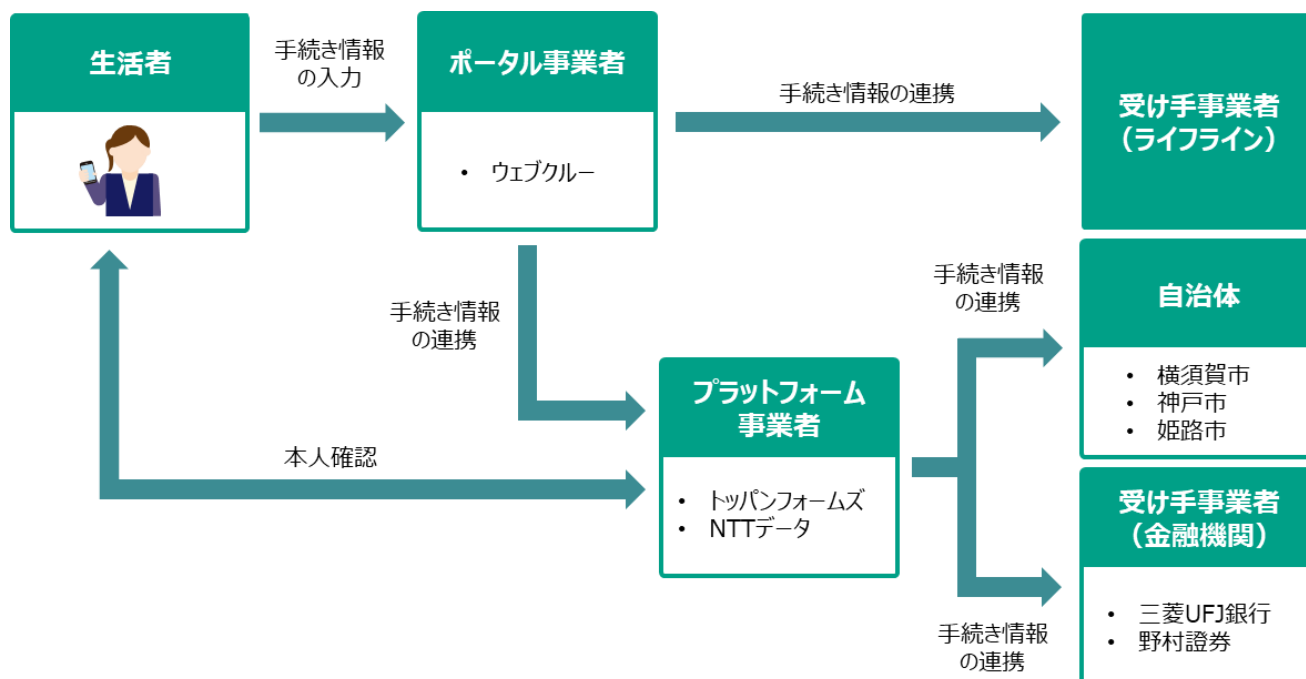 生活者
手続き情報
の入力
ポータル事業者
• ウェブクルー
手続き情報の連携
受け手事業者
（ライフライン）
手続き情報
の連携
手続き情報
の連携
自治体
• 横須賀市
• 神戸市
• 姫路市
プラットフォーム
事業者
• トッパンフォームズ
• NTTデータ
本人確認
受け手事業者
（金融機関）
• 三菱UFJ銀行
• 野村證券
手続き情報
の連携